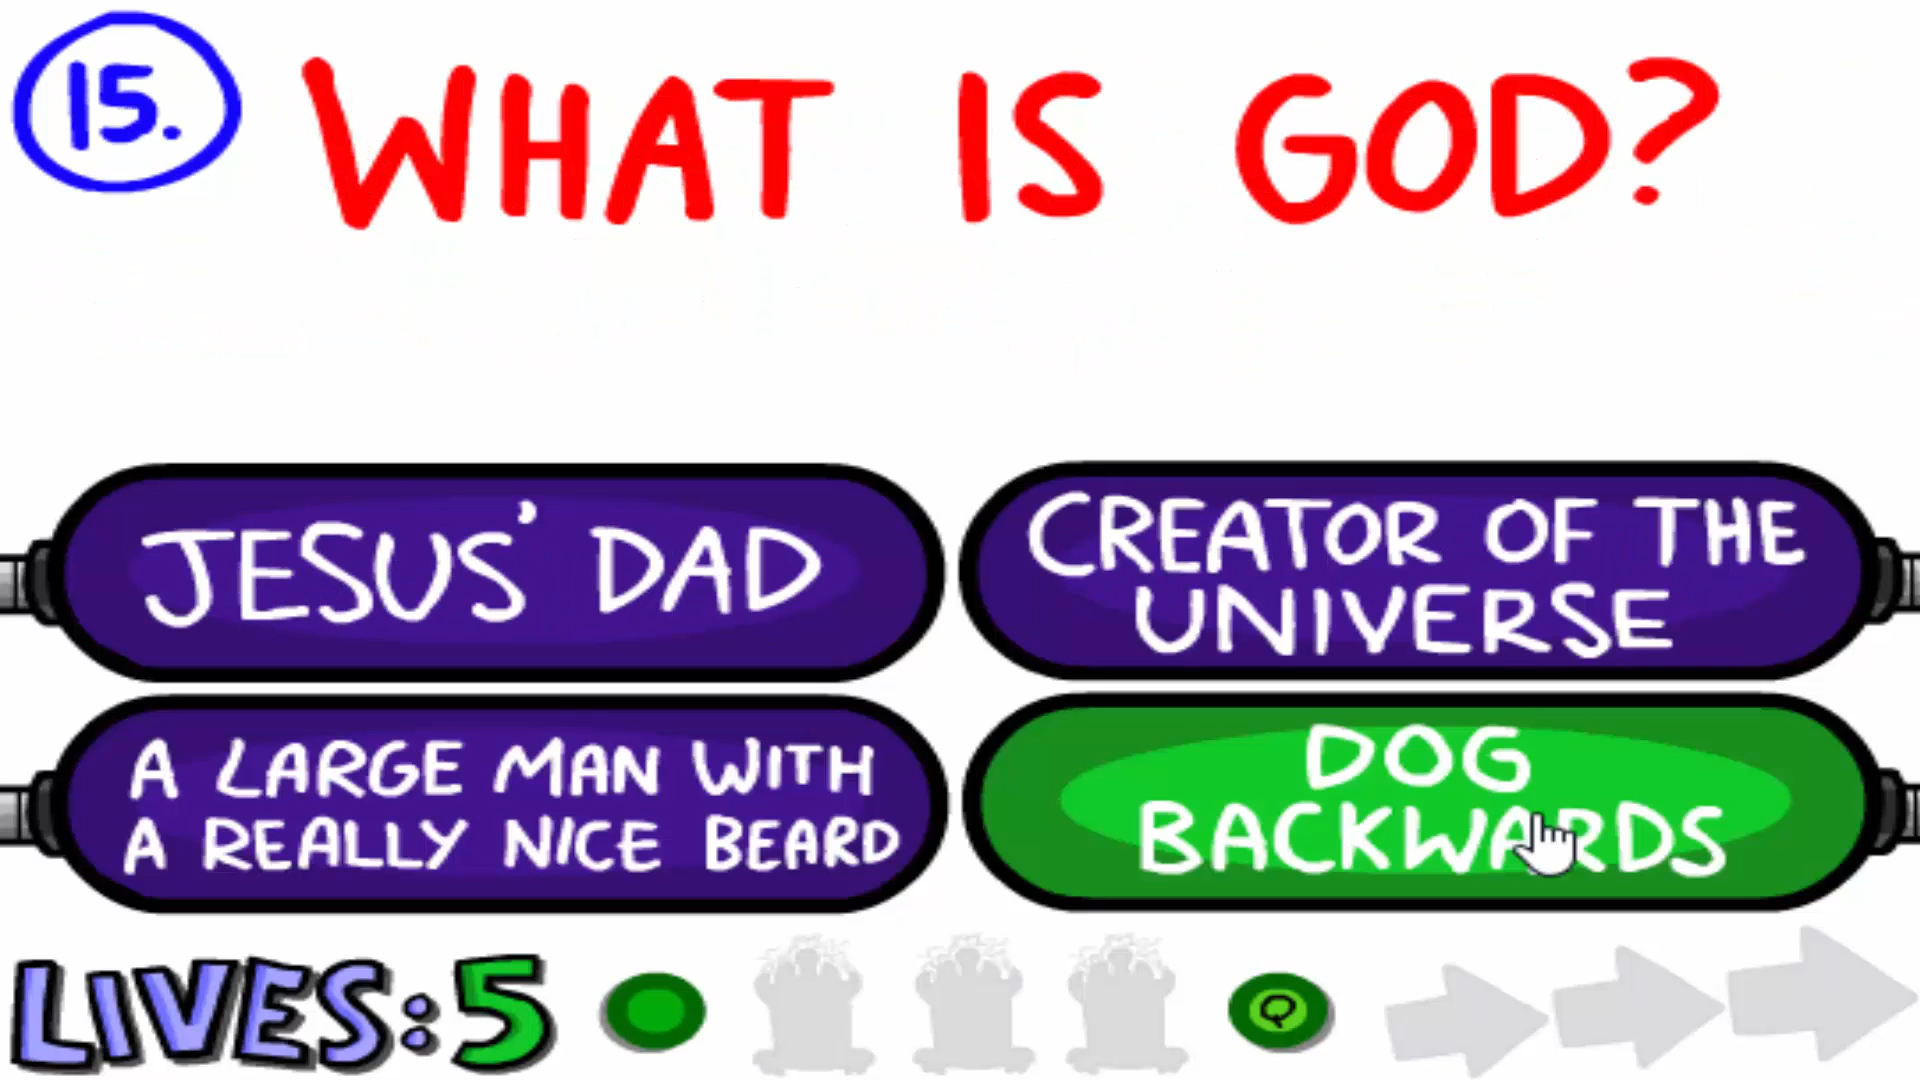 15.
WHAT IS GOD?
JESUS' DAD
CREATOR OF THE
UNIVERSE
A LARGE MAN WITH
A REALLY NICE BEARD
DOG
BACKWARDS
LIVES: 5
Q